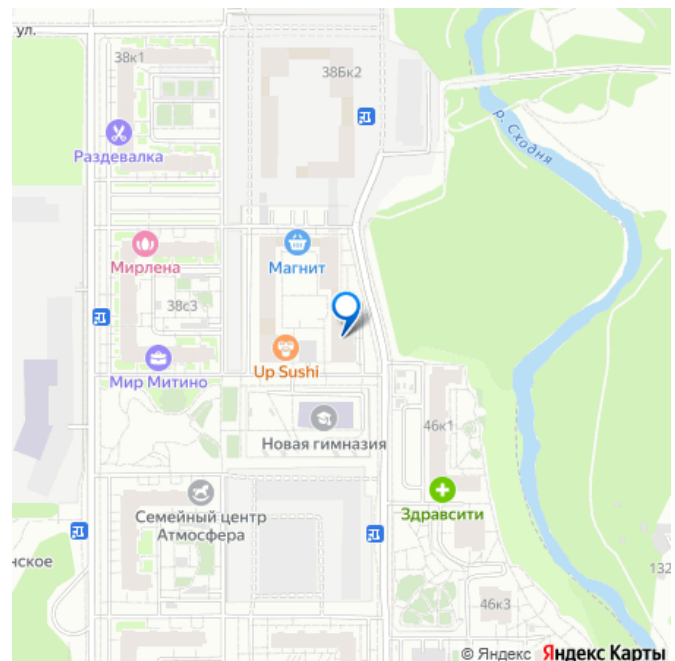 ул.
38к1
38Бк2
р. Сходня
Раздевалка
Мирлена
Магнит
38с3
Мир Митино
Up Sushi
46к1
Новая гимназия
Здравсити
Семейный центр
Атмосфера
нское
132
46к3
© Яндекс Яндекс Карты